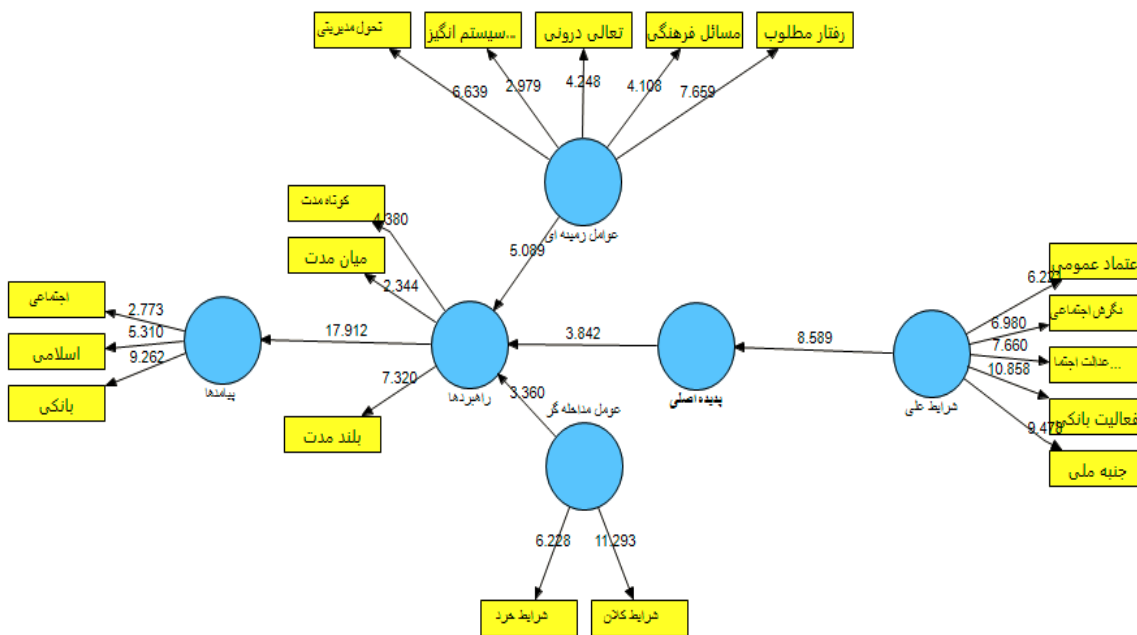 رفتار مطلوب
مسائل فرهنگی
تعالی درونی
سیستم انگیز...
تحول مدیریتی
7.659
4.108
4.248
2.979
6.639
عوامل زمینه ای
5.089
کوتاه مدت
4.380
میان مدت
2.344
بلند مدت
7.320
راهبردها
اعتماد عمومی
6.221
نگرش اجتماعی
6.980
عدالت اجتما...
7.660
فعالیت بانکی
10.858
جنبه ملی
9.478
شرایط علی
8.589
پدیده اصلی
3.842
17.912
پیامدها
اجتماعی
2.773
اسلامی
5.310
بانکی
9.262
عومل مداخله گر
3.360
6.228
11.293
شرایط کلان
شرایط خرد